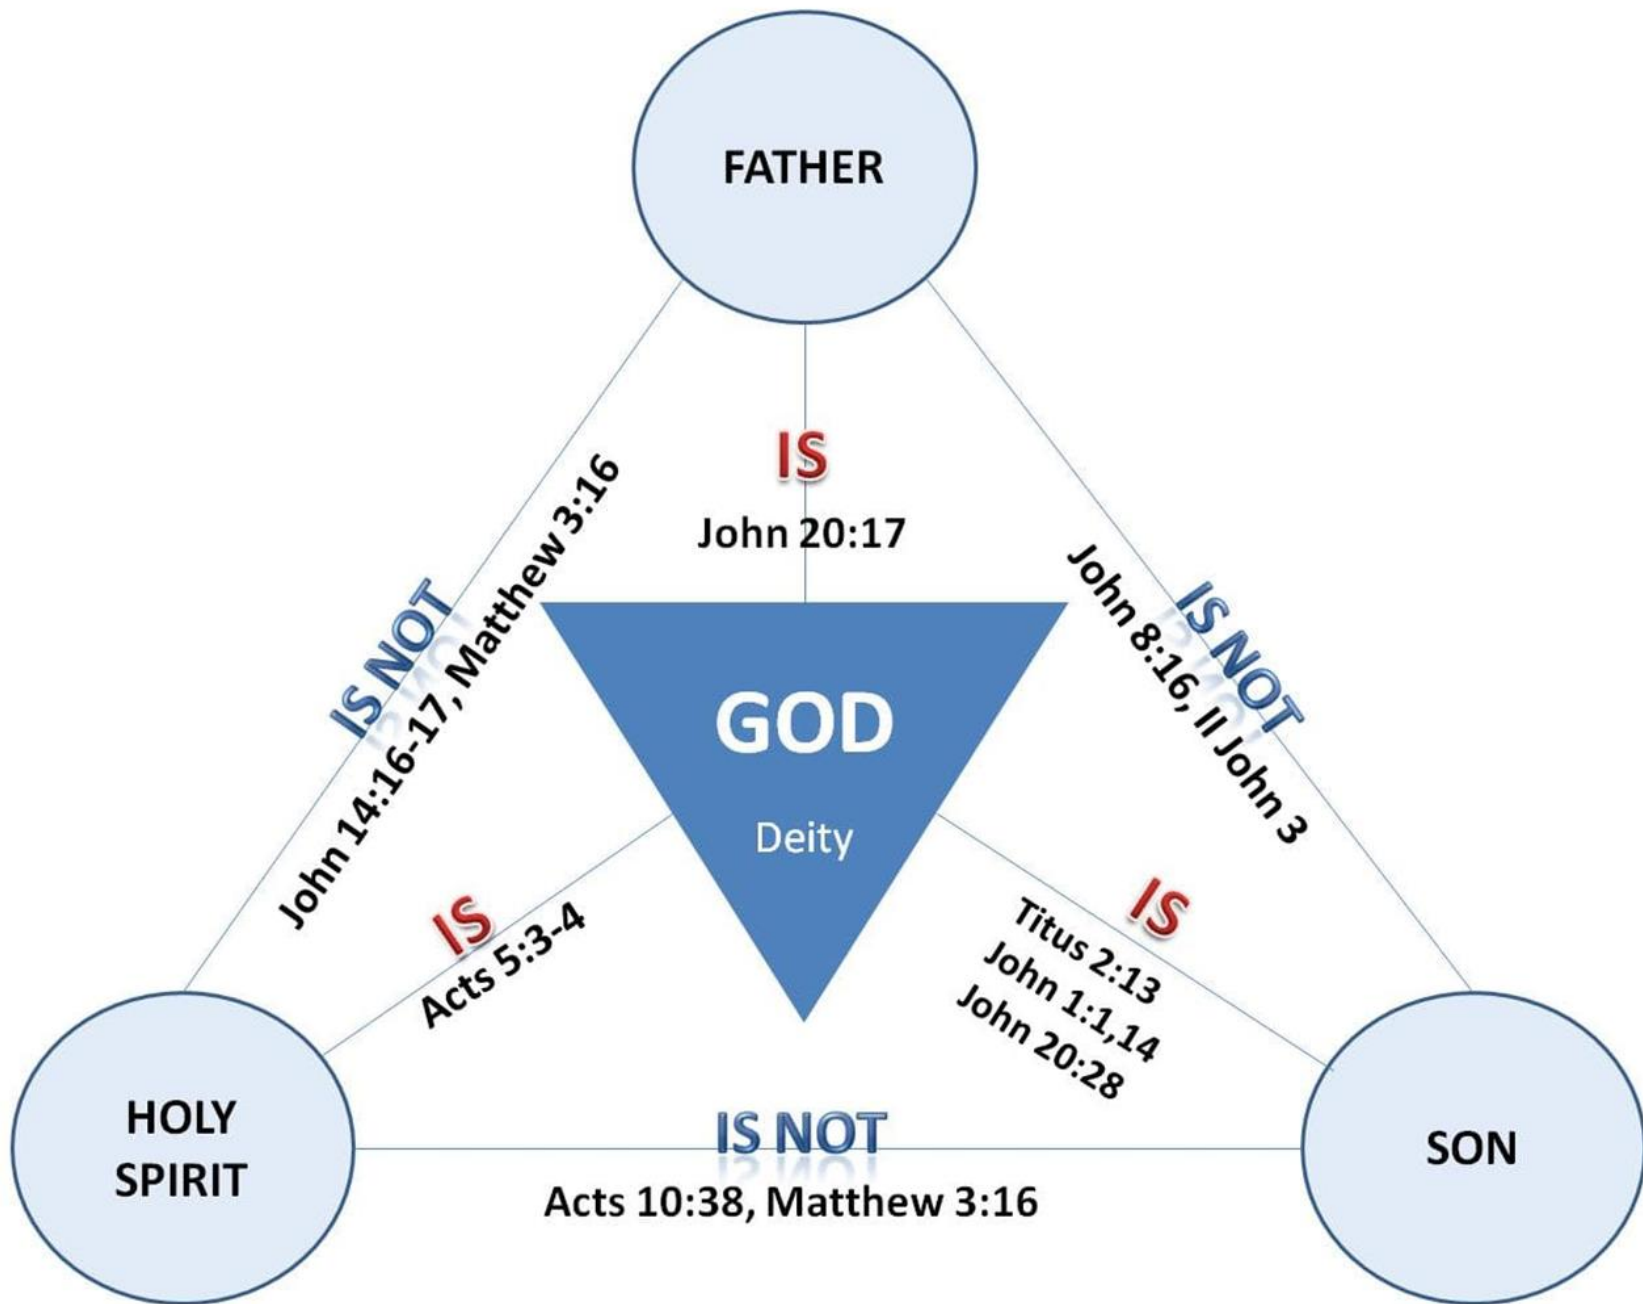 FATHER
IS
John 20:17
IS NOT
John 14:16-17, Matthew 3:16
IS NOT
John 8:16, II John 3
GOD
Deity
IS
Acts 5:3-4
IS
Titus 2:13
John 1:1,14
John 20:28
HOLY
SPIRIT
IS NOT
Acts 10:38, Matthew 3:16
SON